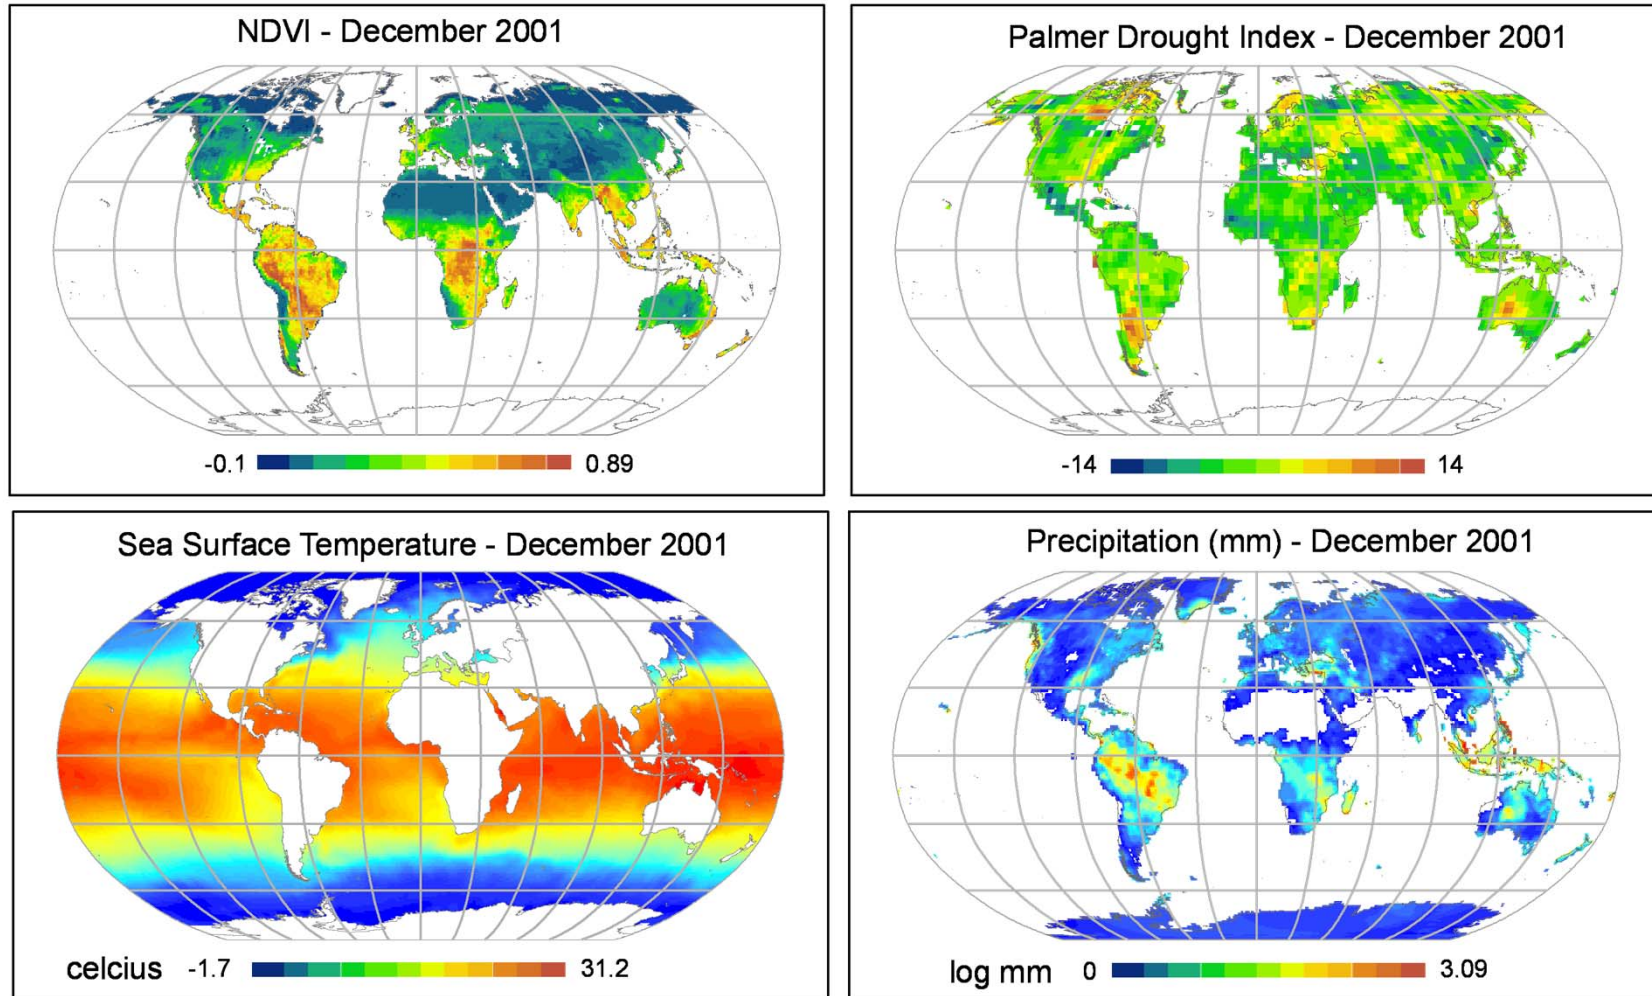 NDVI - December 2001
-0.1 0.89
Palmer Drought Index - December 2001
-14 14
Sea Surface Temperature - December 2001
celcius -1.7 31.2
Precipitation (mm) - December 2001
log mm 0 3.09